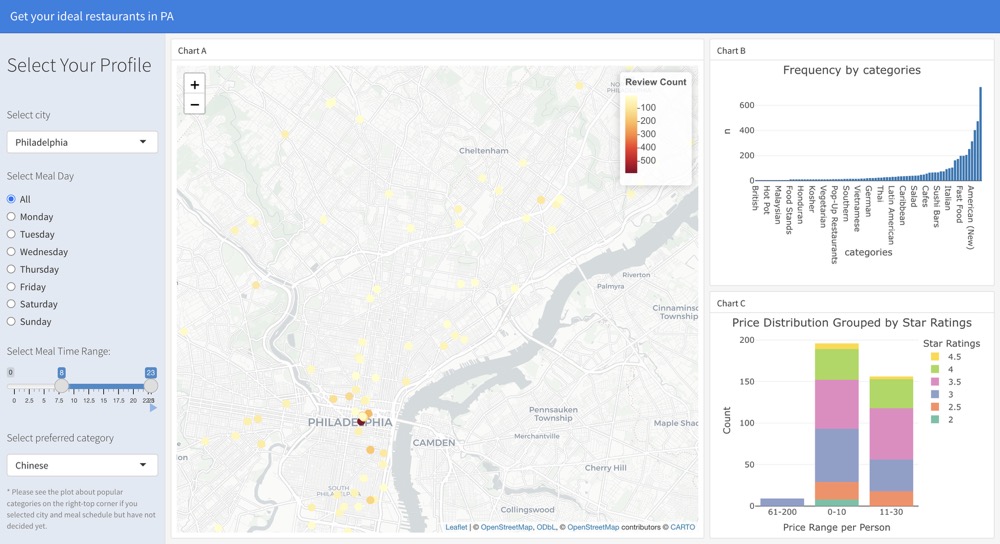 Get your ideal restaurants in PA
Select Your Profile
Select city
Philadelphia
Select Meal Day
All
Monday
Tuesday
Wednesday
Thursday
Friday
Saturday
Sunday
Select Meal Time Range:
0 8 23
0 2.5 5 7.5 10 12.5 15 17.5 20
Select preferred category
Chinese
* Please see the plot about popular
categories on the right-top corner if you
selected city and meal schedule but have not
decided yet.
Chart A
+
−
Review Count
100
200
300
400
500
Cheltenham
Riverton
Palmyra
Cinnaminson
Township
Pennsauken
Township
Maple Shade
Merchantville
PHILADELPHIA
CAMDEN
Cherry Hill
SOUTH
PHILADELPHIA
Collingswood
Leaflet | © OpenStreetMap, ODbL, © OpenStreetMap contributors © CARTO
Chart B
Frequency by categories
n
600
400
200
0
British
Hot Pot
Malaysian
Food Stands
Honduran
Kosher
Vegetarian
Pop-Up Restaurants
Southern
Vietnamese
German
Thai
Latin American
Caribbean
Salad
Cafes
Sushi Bars
Italian
Fast Food
American (New)
categories
Chart C
Price Distribution Grouped by Star Ratings
Count
200
150
100
50
0
61-200
0-10
11-30
Price Range per Person
Star Ratings
4.5
4
3.5
3
2.5
2